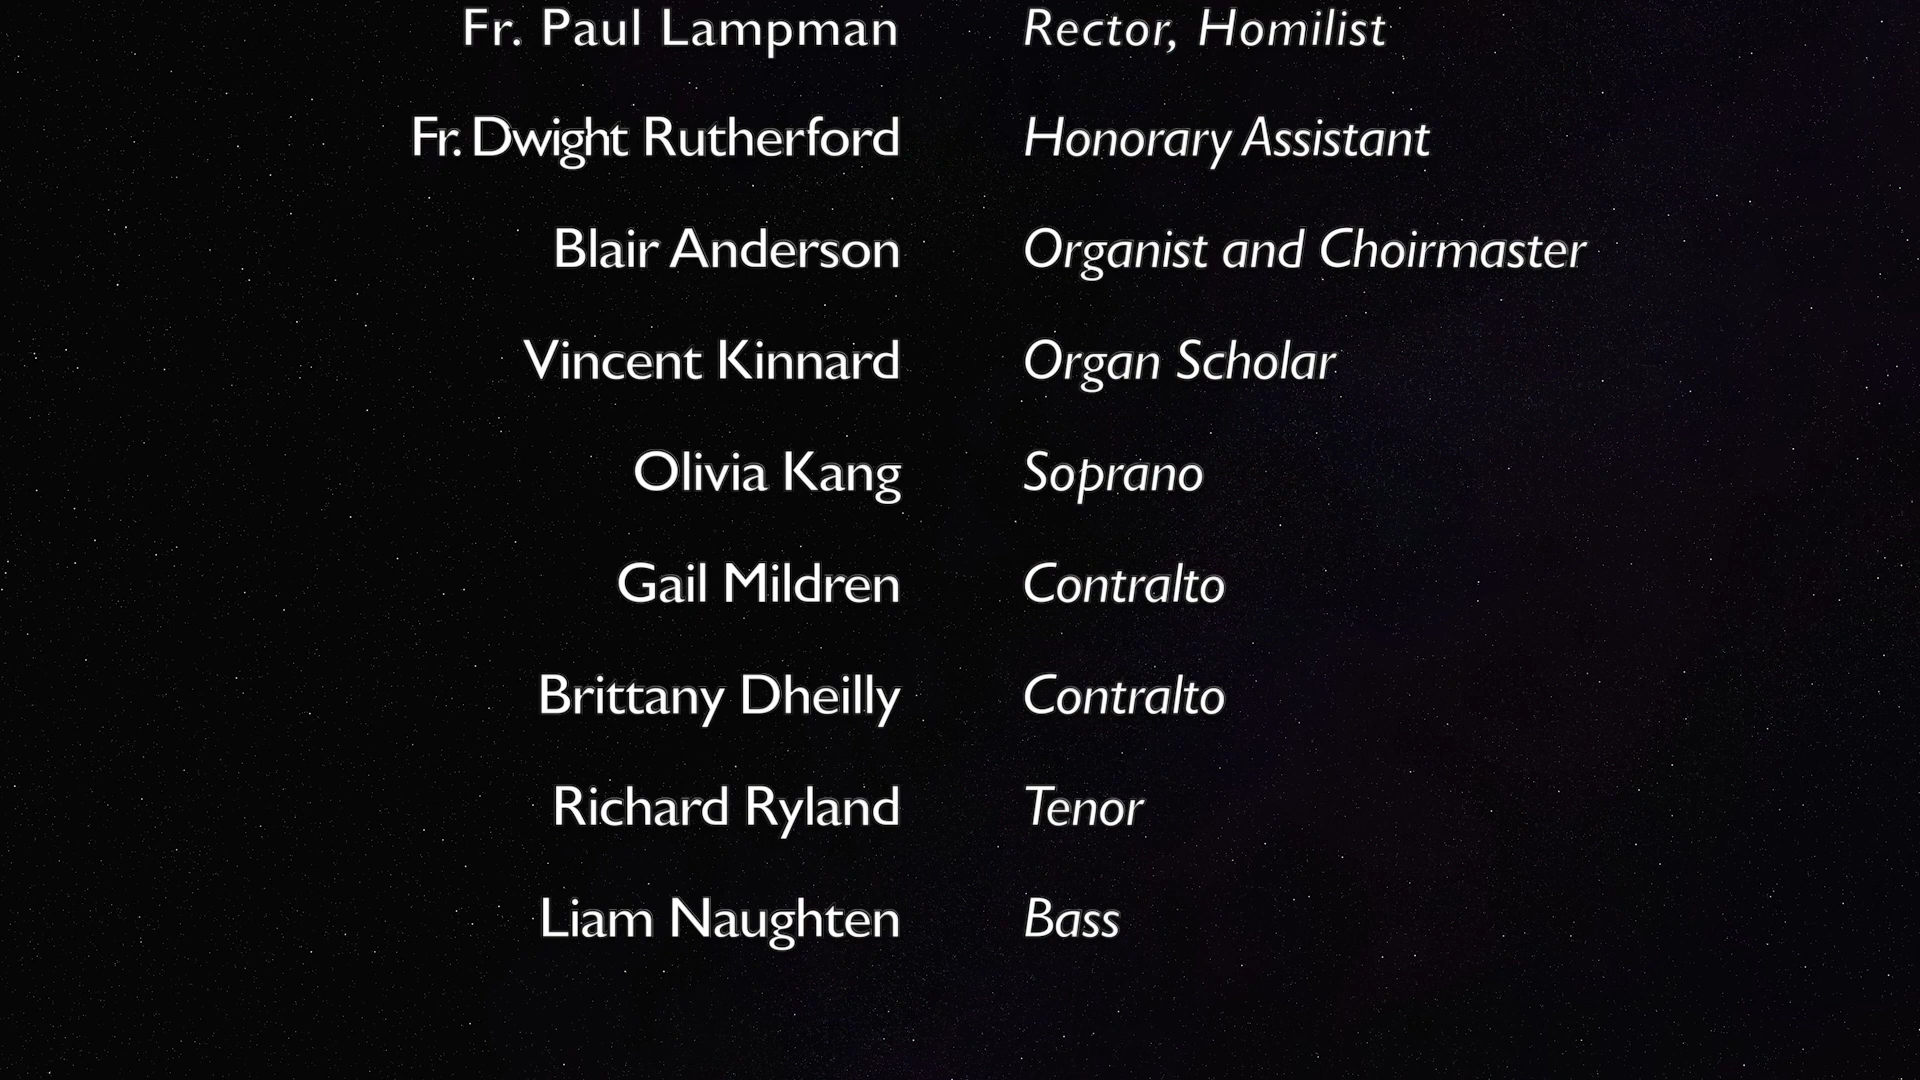 Fr. Paul Lampman Rector, Homilist
Fr. Dwight Rutherford Honorary Assistant
Blair Anderson Organist and Choirmaster
Vincent Kinnard Organ Scholar
Olivia Kang Soprano
Gail Mildren Contralto
Brittany Dheilly Contralto
Richard Ryland Tenor
Liam Naughten Bass